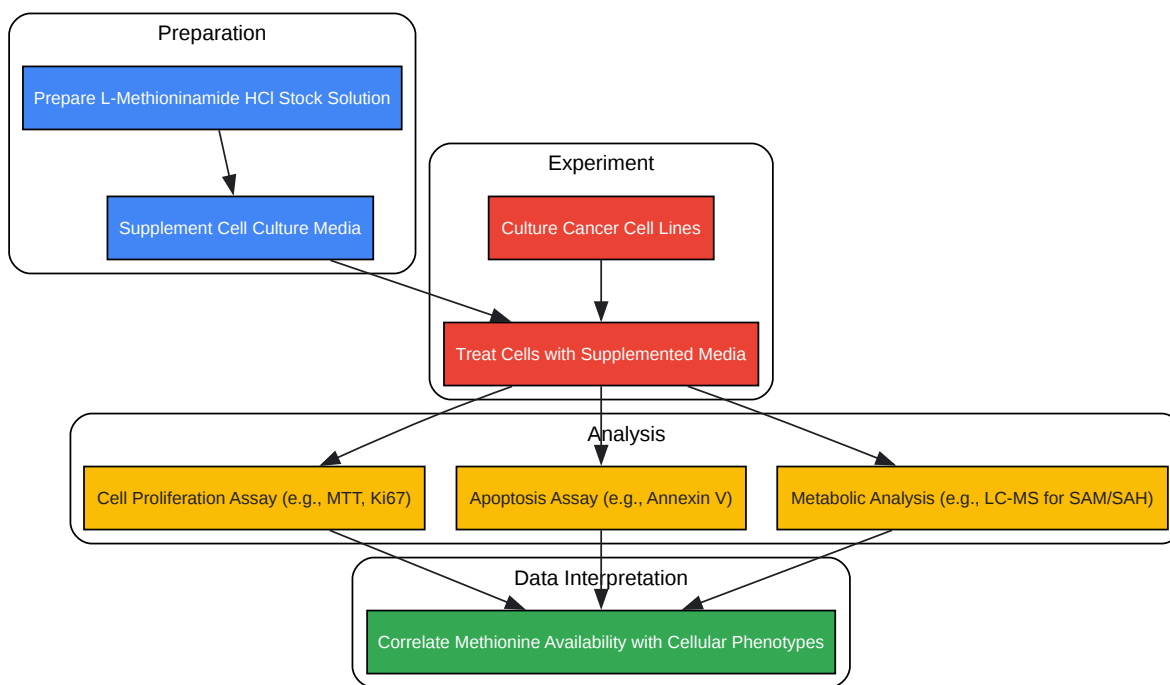 Preparation
Prepare L-Methioninamide HCl Stock Solution
Supplement Cell Culture Media
Experiment
Culture Cancer Cell Lines
Treat Cells with Supplemented Media
Analysis
Cell Proliferation Assay (e.g., MTT, Ki67)
Apoptosis Assay (e.g., Annexin V)
Metabolic Analysis (e.g., LC-MS for SAM/SAH)
Data Interpretation
Correlate Methionine Availability with Cellular Phenotypes